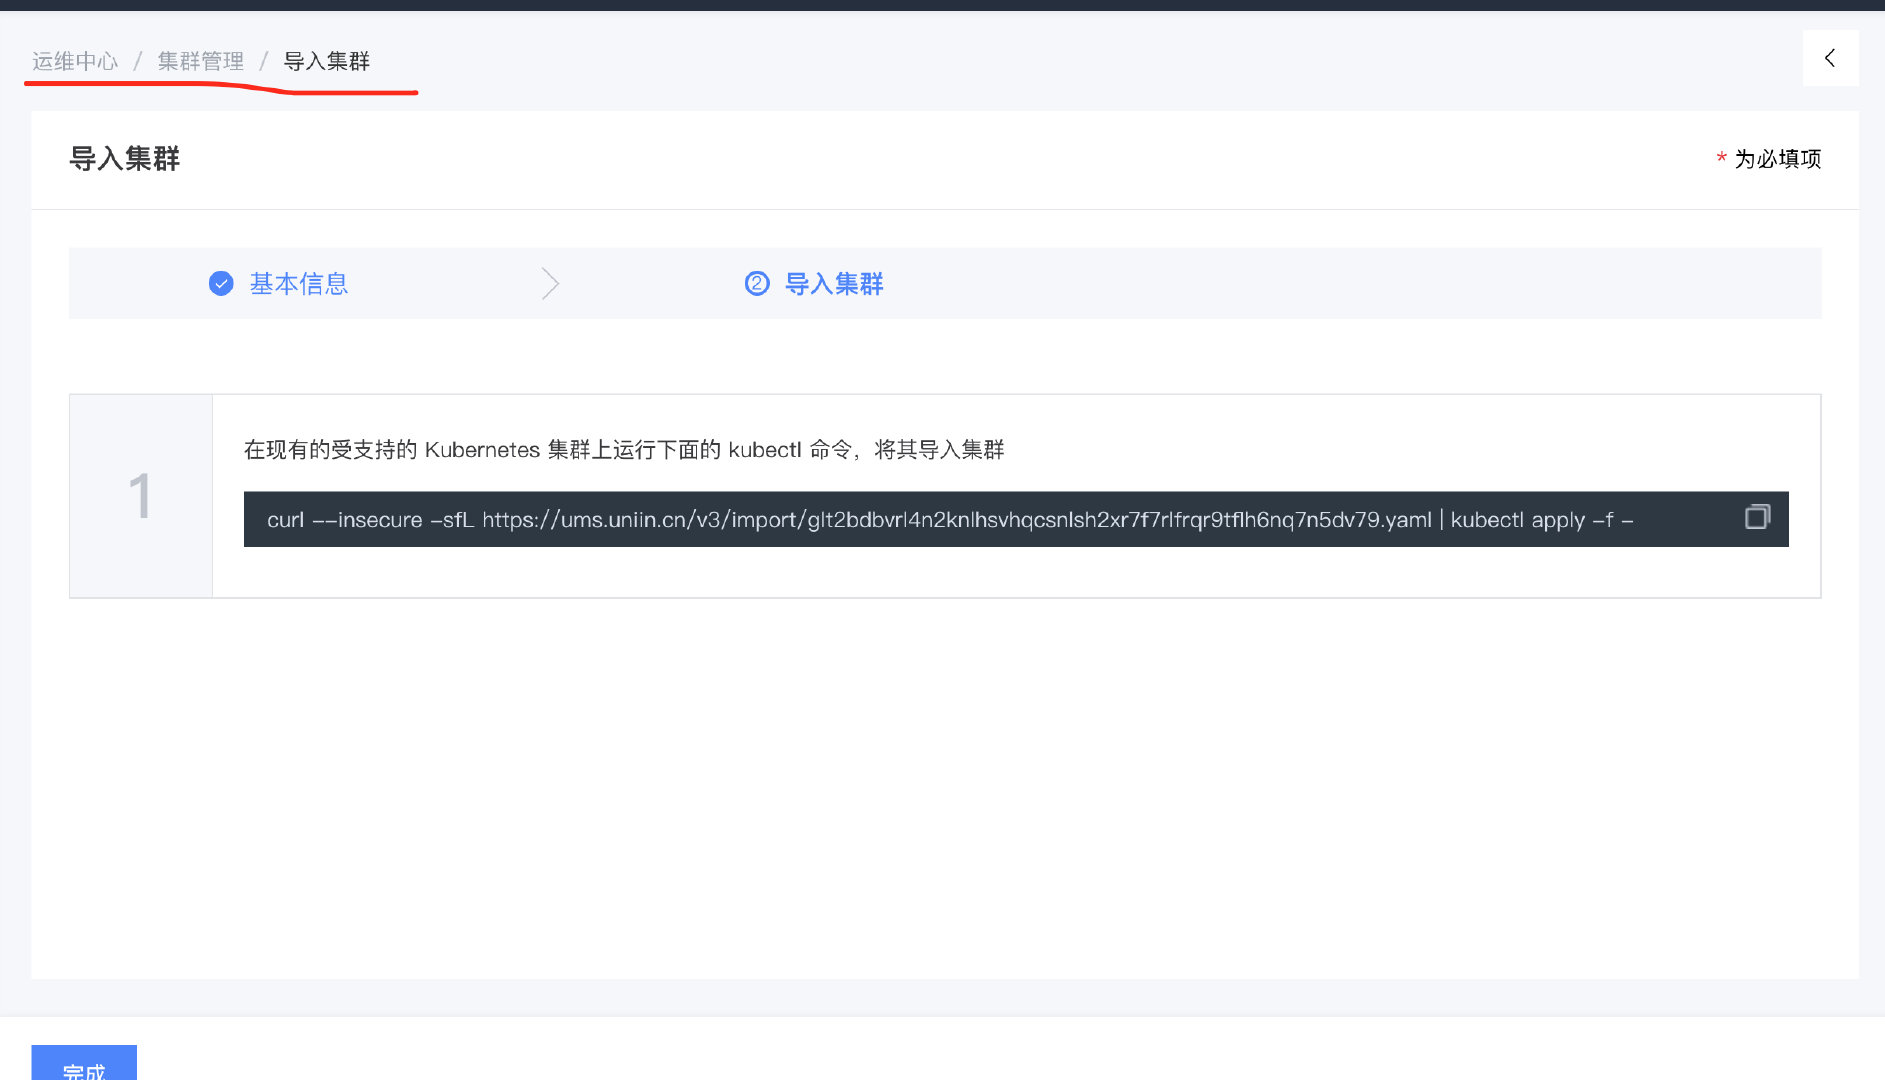 运维中心 / 集群管理 / 导入集群
导入集群
* 为必填项
基本信息
② 导入集群
1
在现有的受支持的 Kubernetes 集群上运行下面的 kubectl 命令，将其导入集群
curl --insecure -sfL https://ums.uniin.cn/v3/import/glt2bdbvrl4n2knlhsvhqcsnlsh2xr7f7rlfrqr9tflh6nq7n5dv79.yaml | kubectl apply -f -
完成